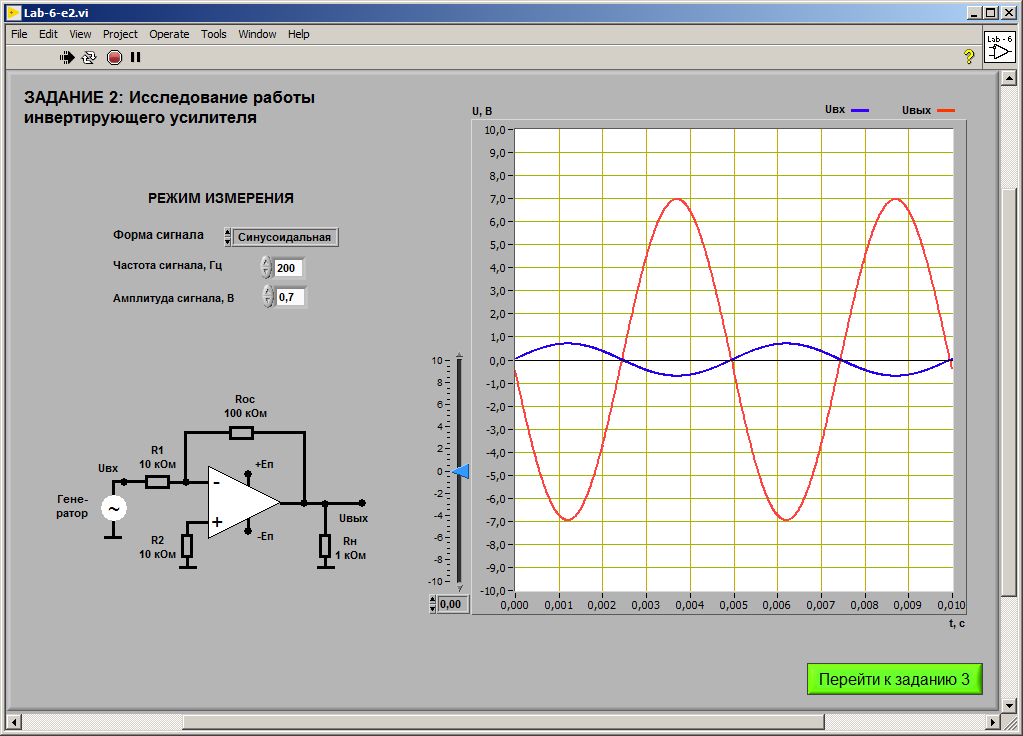 Lab-6-e2.vi
File Edit View Project Operate Tools Window Help
?
Lab - 6
ЗАДАНИЕ 2: Исследование работы
инвертирующего усилителя
РЕЖИМ ИЗМЕРЕНИЯ
Форма сигнала Синусоидальная
Частота сигнала, Гц 200
Амплитуда сигнала, В 0,7
Rос
100 кОм
R1
10 кОм
Uвх
+Eп
-
Гене-
ратор
~
+
-Eп
Uвых
R2
10 кОм
Rн
1 кОм
10
8
6
4
2
0
-2
-4
-6
-8
-10
0,00
U, В
Uвх Uвых
10,0
9,0
8,0
7,0
6,0
5,0
4,0
3,0
2,0
1,0
0,0
-1,0
-2,0
-3,0
-4,0
-5,0
-6,0
-7,0
-8,0
-9,0
-10,0
0,000 0,001 0,002 0,003 0,004 0,005 0,006 0,007 0,008 0,009 0,010
t, с
Перейти к заданию 3